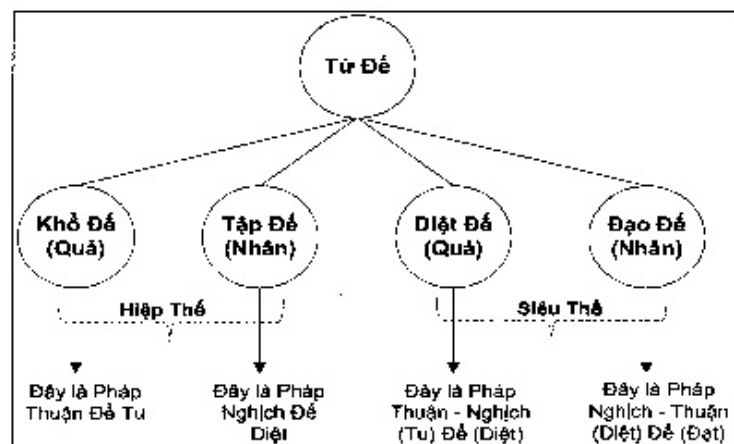 Tứ Đế
Khổ Đế
(Quả)
Tập Đế
(Nhân)
Diệt Đế
(Quả)
Đạo Đế
(Nhân)
Hiệp Thế
Siêu Thế
Đây là Pháp
Thuận Để Tu
Đây là Pháp
Nghịch Để
Diệt
Đây là Pháp
Thuận - Nghịch
(Tu) Để (Diệt)
Đây là Pháp
Nghịch - Thuận
(Diệt) Để (Đạt)